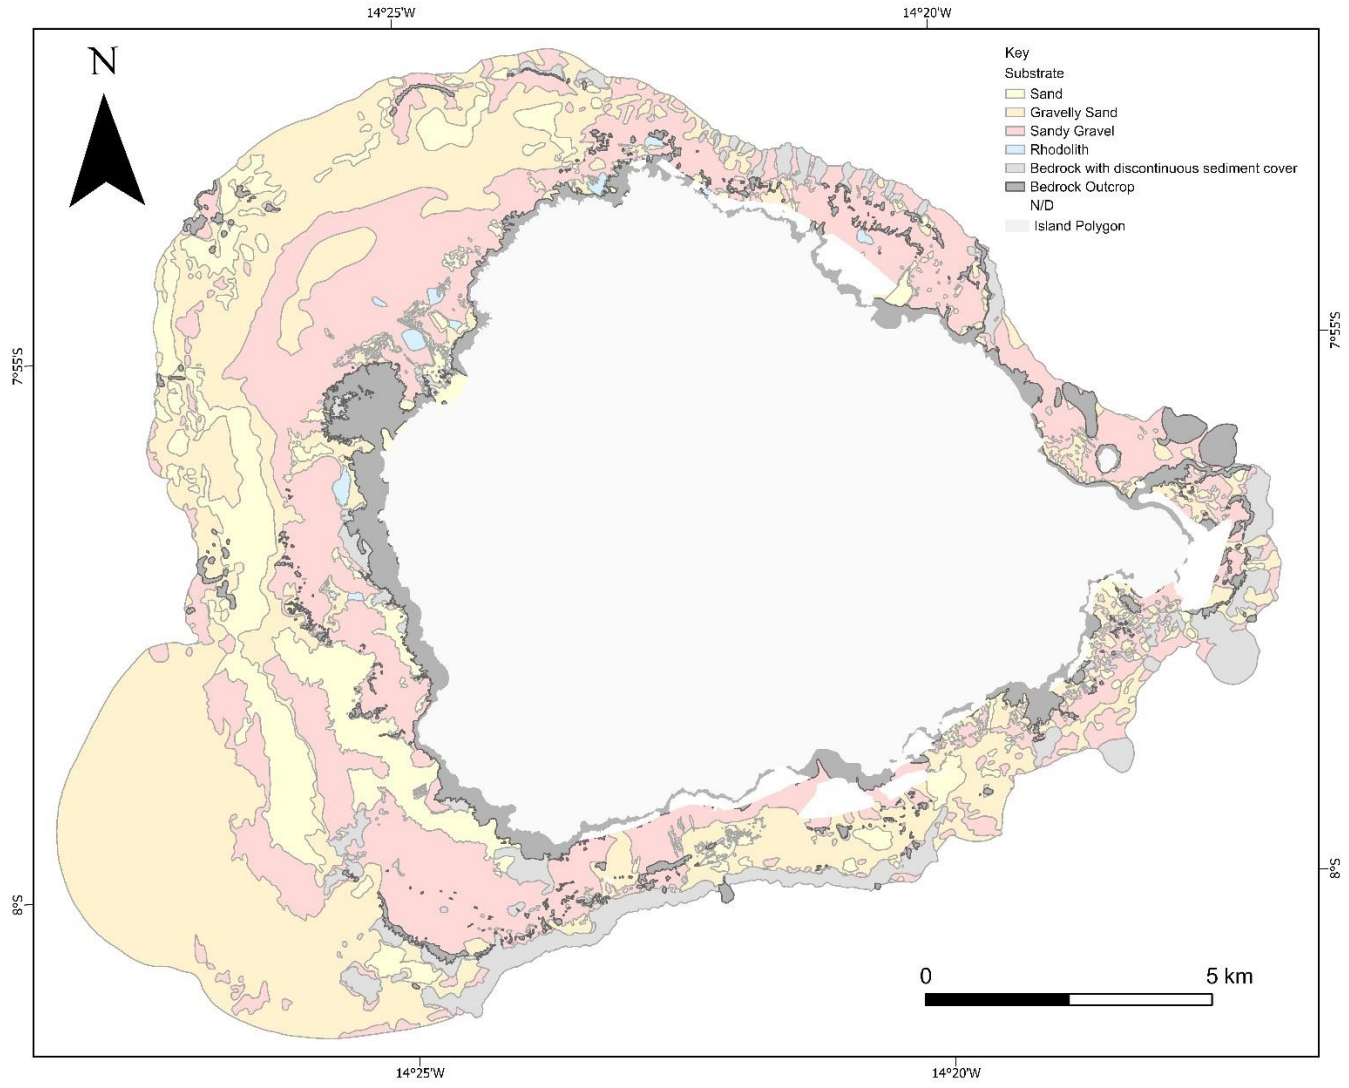 14°25'W
14°20'W
N
Key
Substrate
Sand
Gravelly Sand
Sandy Gravel
Rhodolith
Bedrock with discontinuous sediment cover
Bedrock Outcrop
N/D
Island Polygon
7°55'S
7°55'S
8°S
8°S
0
5 km
14°25'W
14°20'W